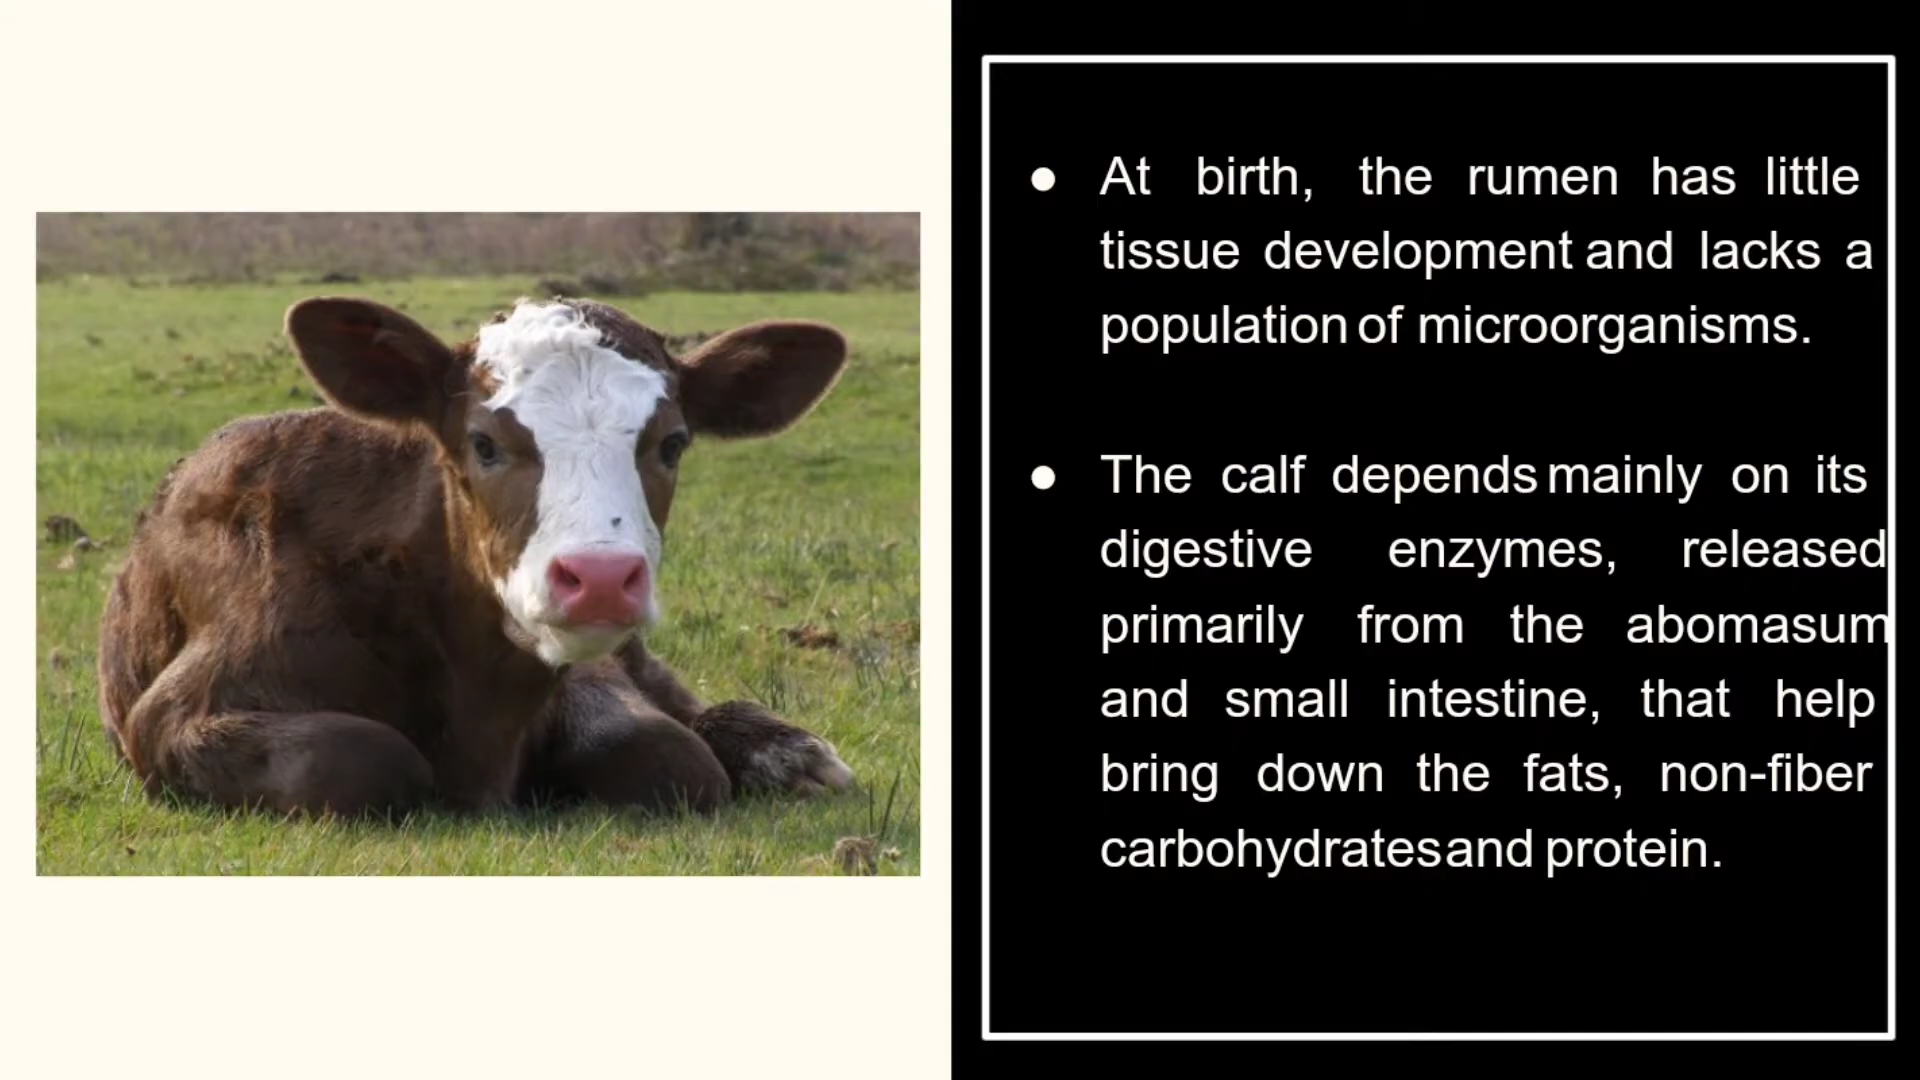 ● At birth, the rumen has little
tissue development and lacks a
population of microorganisms.
● The calf depends mainly on its
digestive enzymes, released
primarily from the abomasum
and small intestine, that help
bring down the fats, non-fiber
carbohydrates and protein.